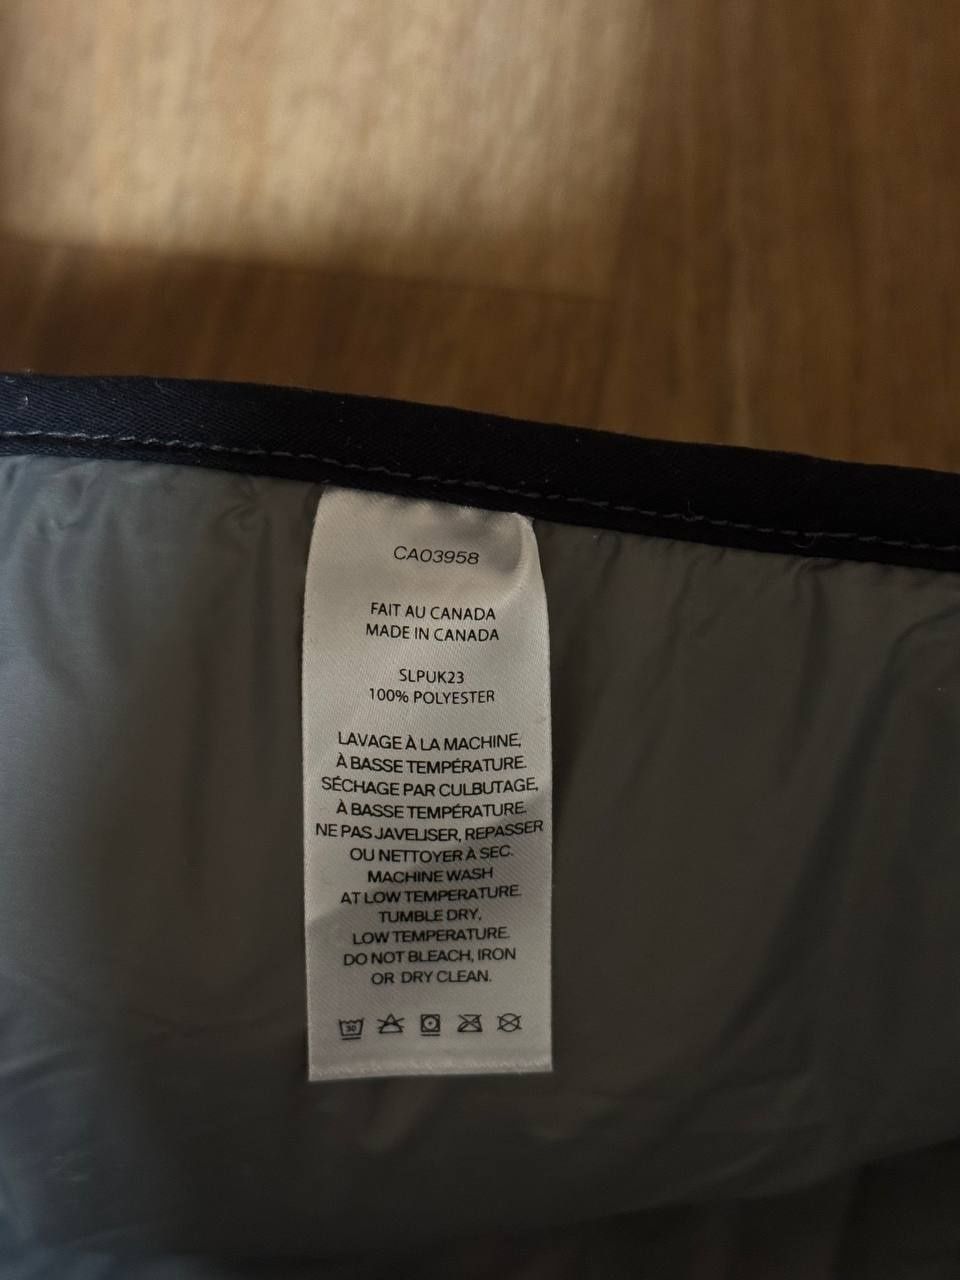 CA03958
FAIT AU CANADA
MADE IN CANADA
SLPUK23
100% POLYESTER
LAVAGE À LA MACHINE,
À BASSE TEMPÉRATURE.
SÉCHAGE PAR CULBUTAGE,
À BASSE TEMPÉRATURE.
NE PAS JAVELISER, REPASSER
OU NETTOYER À SEC.
MACHINE WASH
AT LOW TEMPERATURE.
TUMBLE DRY,
LOW TEMPERATURE.
DO NOT BLEACH, IRON
OR DRY CLEAN.
30